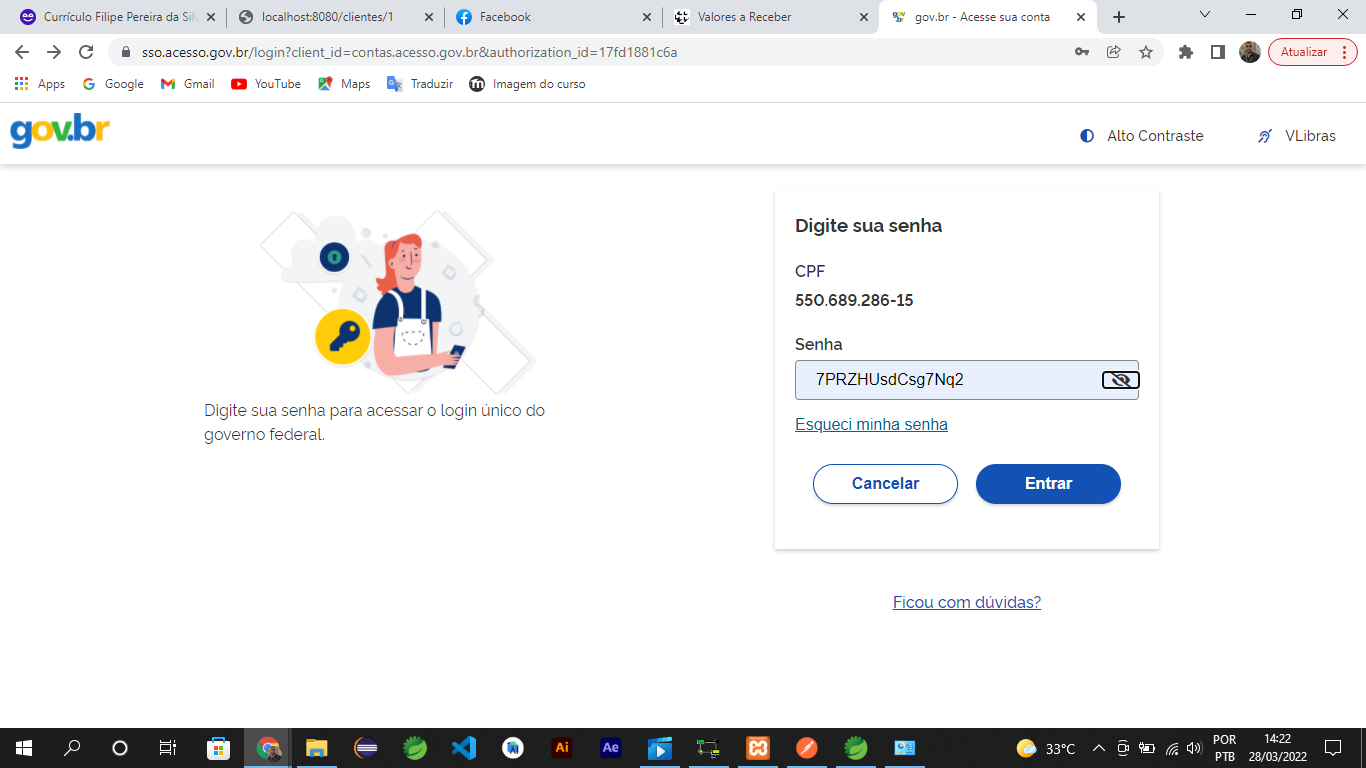 Currículo Filipe Pereira da Sil
localhost:8080/clientes/1
Facebook
Valores a Receber
gov.br - Acesse sua conta
sso.acesso.gov.br/login?client_id=contas.acesso.gov.br&authorization_id=17fd1881c6a
Atualizar
Apps
Google
Gmail
YouTube
Maps
Traduzir
Imagem do curso
gov.br
Alto Contraste
VLibras
Digite sua senha para acessar o login único do
governo federal.
Digite sua senha
CPF
550.689.286-15
Senha
7PRZHUsdCsg7Nq2
Esqueci minha senha
Cancelar
Entrar
Ficou com dúvidas?
Ai
Ae
33°C
POR
PTB
14:22
28/03/2022